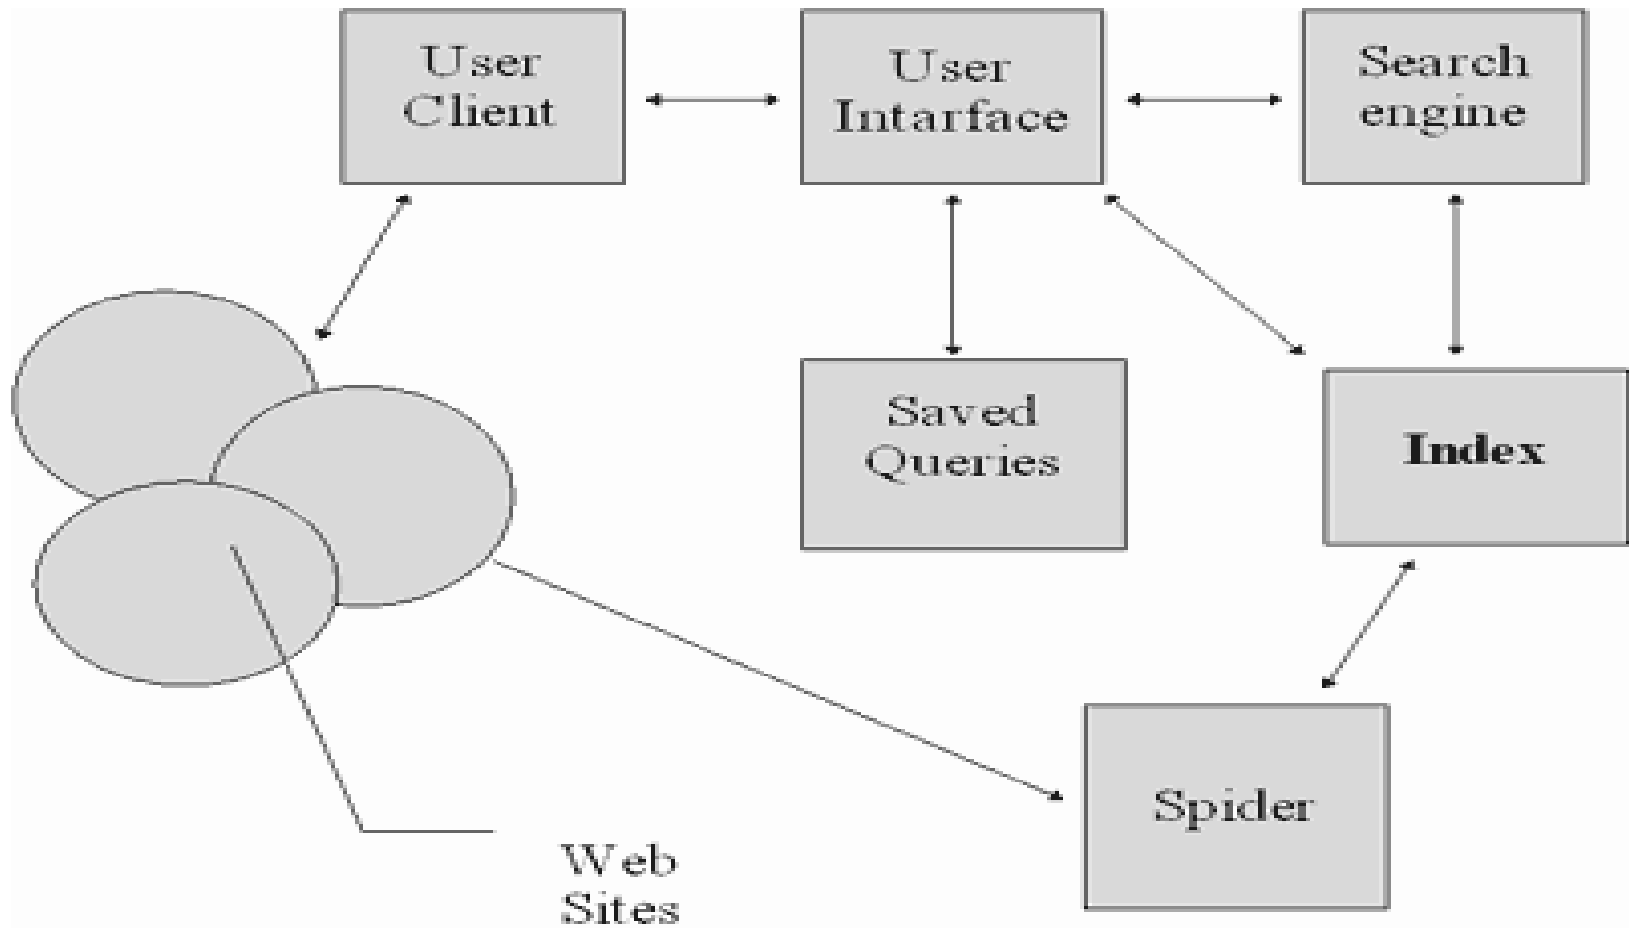 User
Client
User
Intarface
Search
engine
Saved
Queries
Index
Spider
Web
Sites